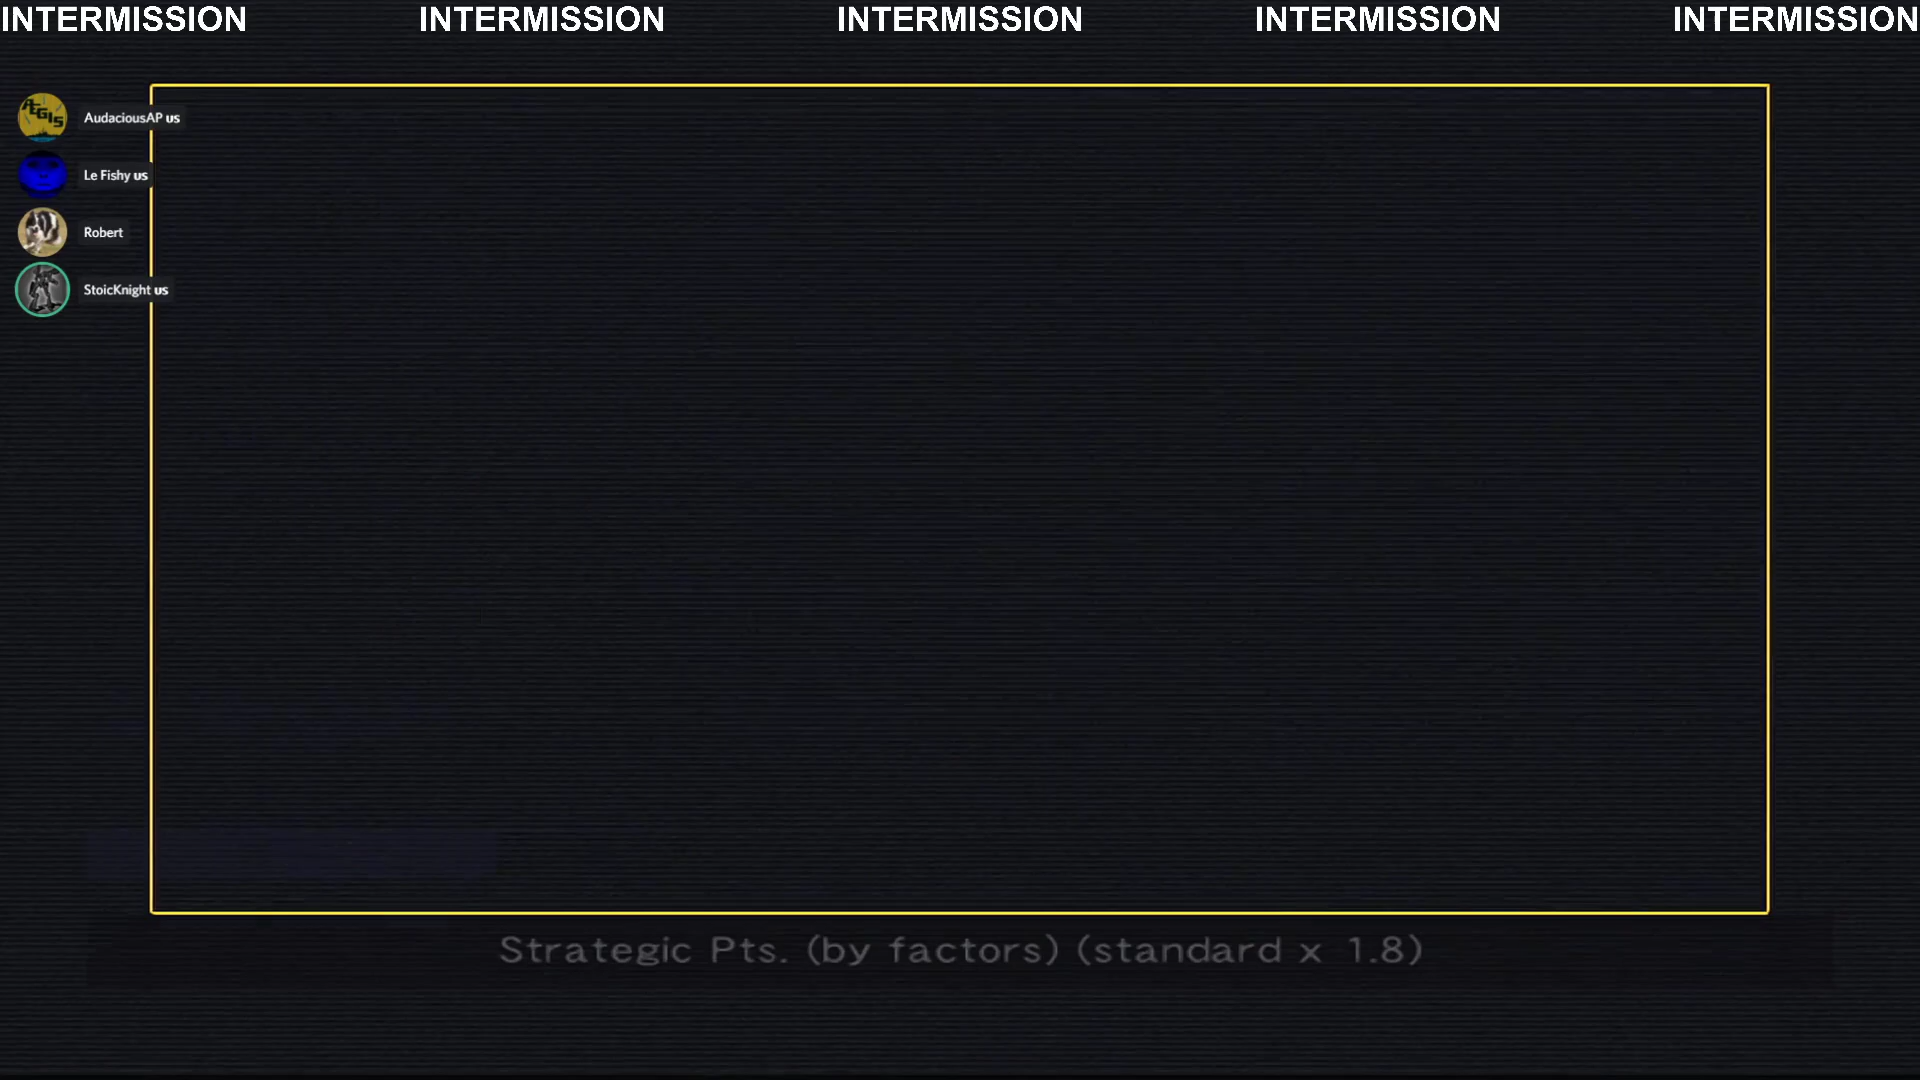 INTERMISSION INTERMISSION INTERMISSION INTERMISSION INTERMISSION
AEGIS
AudaciousAP us
Le Fishy us
Robert
StoicKnight us
Strategic Pts. (by factors) (standard x 1.8)